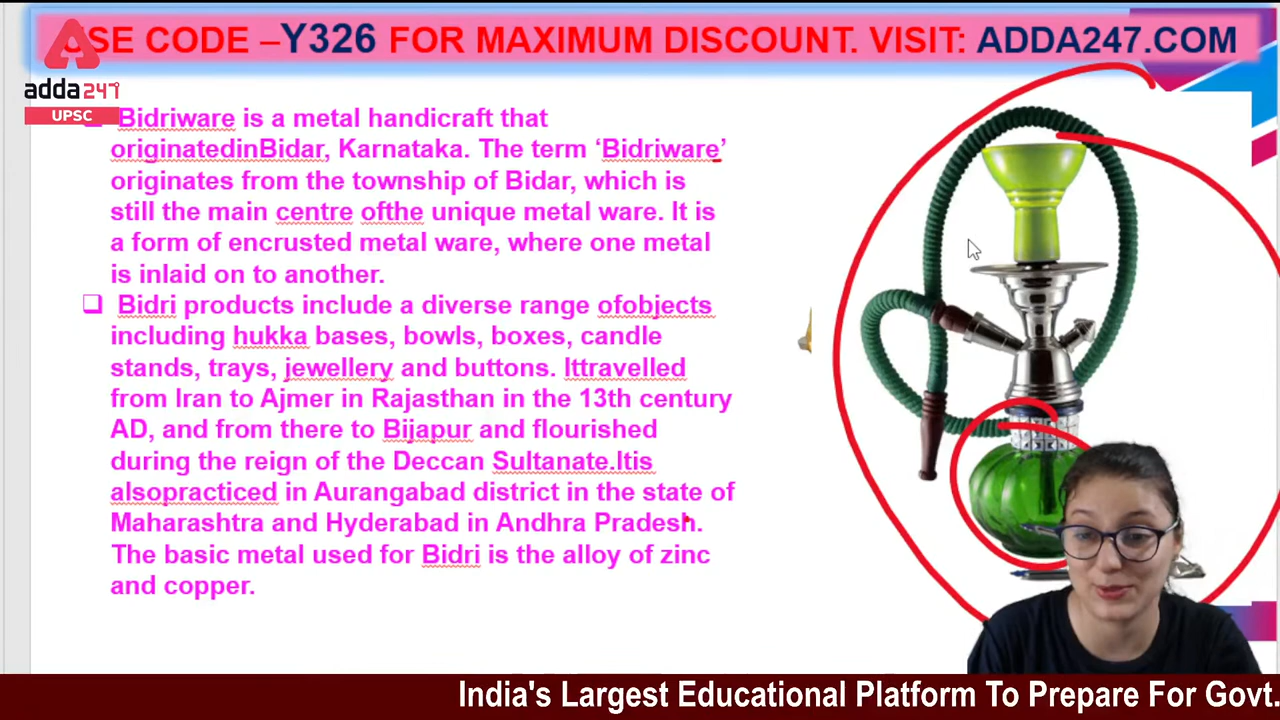 USE CODE –Y326 FOR MAXIMUM DISCOUNT. VISIT: ADDA247.COM
adda247
UPSC
Bidriware is a metal handicraft that
originatedinBidar, Karnataka. The term ‘Bidriware’
originates from the township of Bidar, which is
still the main centre ofthe unique metal ware. It is
a form of encrusted metal ware, where one metal
is inlaid on to another.
❑ Bidri products include a diverse range ofobjects
including hukka bases, bowls, boxes, candle
stands, trays, jewellery and buttons. Ittravelled
from Iran to Ajmer in Rajasthan in the 13th century
AD, and from there to Bijapur and flourished
during the reign of the Deccan Sultanate.Itis
alsopracticed in Aurangabad district in the state of
Maharashtra and Hyderabad in Andhra Pradesh.
The basic metal used for Bidri is the alloy of zinc
and copper.
India's Largest Educational Platform To Prepare For Govt.